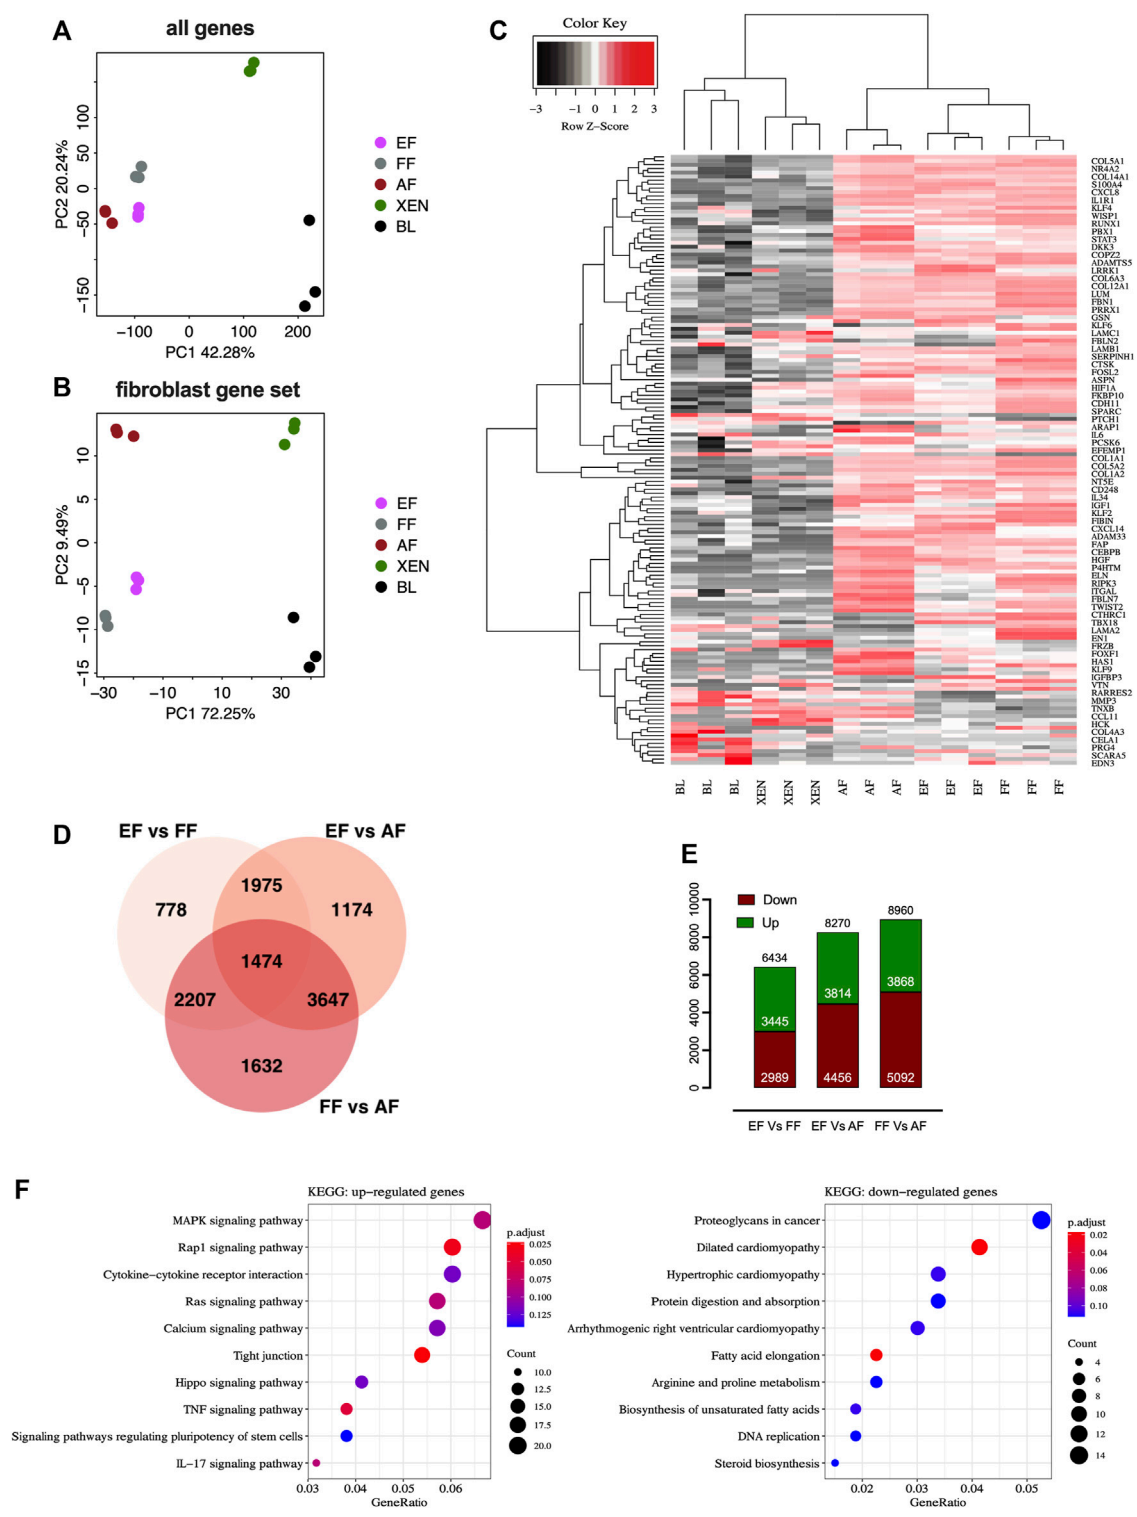 A
all genes
PC2 20.24%
100
50
0
−50
−150
−100
0
100
200
PC1 42.28%
EF
FF
AF
XEN
BL
B
fibroblast gene set
PC2 9.49%
10
5
0
−5
−10
−15
−30
−10
10
30
PC1 72.25%
EF
FF
AF
XEN
BL
C
Color Key
−3
−1
0
1
2
3
Row Z−Score
COL5A1
NR4A2
COL14A1
S100A4
CXCL8
IL1R1
KLF4
WISP1
RUNX1
PBX1
STAT3
DKK3
COPZ2
ADAMTS5
LRRK1
COL6A3
COL12A1
LUM
FBN1
PRRX1
GSN
KLF6
LAMC1
FBLN2
LAMB1
SERPINH1
CTSK
FOSL2
ASPN
HIF1A
FKBP10
CDH11
SPARC
PTCH1
ARAP1
IL6
PCSK6
EFEMP1
COL1A1
COL5A2
COL1A2
NT5E
CD248
IL34
IGF1
KLF2
FIBIN
CXCL14
ADAM33
FAP
CEBPB
HGF
P4HTM
ELN
RIPK3
ITGAL
FBLN7
TWIST2
CTHRC1
TBX18
LAMA2
EN1
FRZB
FOXF1
HAS1
KLF9
IGFBP3
VTN
RARRES2
MMP3
TNXB
CCL11
HCK
COL4A3
CELA1
PRG4
SCARA5
EDN3
BL
BL
BL
XEN
XEN
XEN
AF
AF
AF
EF
EF
EF
FF
FF
FF
D
EF vs FF
EF vs AF
1975
778
1174
1474
2207
3647
1632
FF vs AF
E
0
2000
4000
6000
8000
10000
Down
Up
6434
8270
8960
3445
3814
3868
2989
4456
5092
EF Vs FF
EF Vs AF
FF Vs AF
F
KEGG: up−regulated genes
MAPK signaling pathway
Rap1 signaling pathway
Cytokine−cytokine receptor interaction
Ras signaling pathway
Calcium signaling pathway
Tight junction
Hippo signaling pathway
TNF signaling pathway
Signaling pathways regulating pluripotency of stem cells
IL−17 signaling pathway
0.03
0.04
0.05
0.06
GeneRatio
p.adjust
0.025
0.050
0.075
0.100
0.125
Count
10.0
12.5
15.0
17.5
20.0
KEGG: down−regulated genes
Proteoglycans in cancer
Dilated cardiomyopathy
Hypertrophic cardiomyopathy
Protein digestion and absorption
Arrhythmogenic right ventricular cardiomyopathy
Fatty acid elongation
Arginine and proline metabolism
Biosynthesis of unsaturated fatty acids
DNA replication
Steroid biosynthesis
0.02
0.03
0.04
0.05
GeneRatio
p.adjust
0.02
0.04
0.06
0.08
0.10
Count
4
6
8
10
12
14